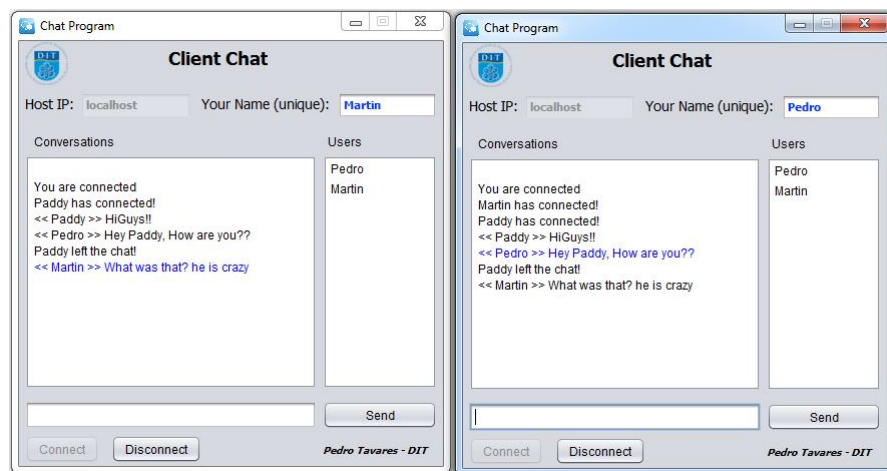 Chat Program
DIT
Client Chat
Host IP: localhost Your Name (unique): Martin
Conversations Users
You are connected
Paddy has connected!
<< Paddy >> HiGuys!!
<< Pedro >> Hey Paddy, How are you??
Paddy left the chat!
<< Martin >> What was that? he is crazy
Pedro
Martin
Send
Connect Disconnect Pedro Tavares - DIT
Chat Program
DIT
Client Chat
Host IP: localhost Your Name (unique): Pedro
Conversations Users
You are connected
Martin has connected!
Paddy has connected!
<< Paddy >> HiGuys!!
<< Pedro >> Hey Paddy, How are you??
Paddy left the chat!
<< Martin >> What was that? he is crazy
Pedro
Martin
Send
Connect Disconnect Pedro Tavares - DIT